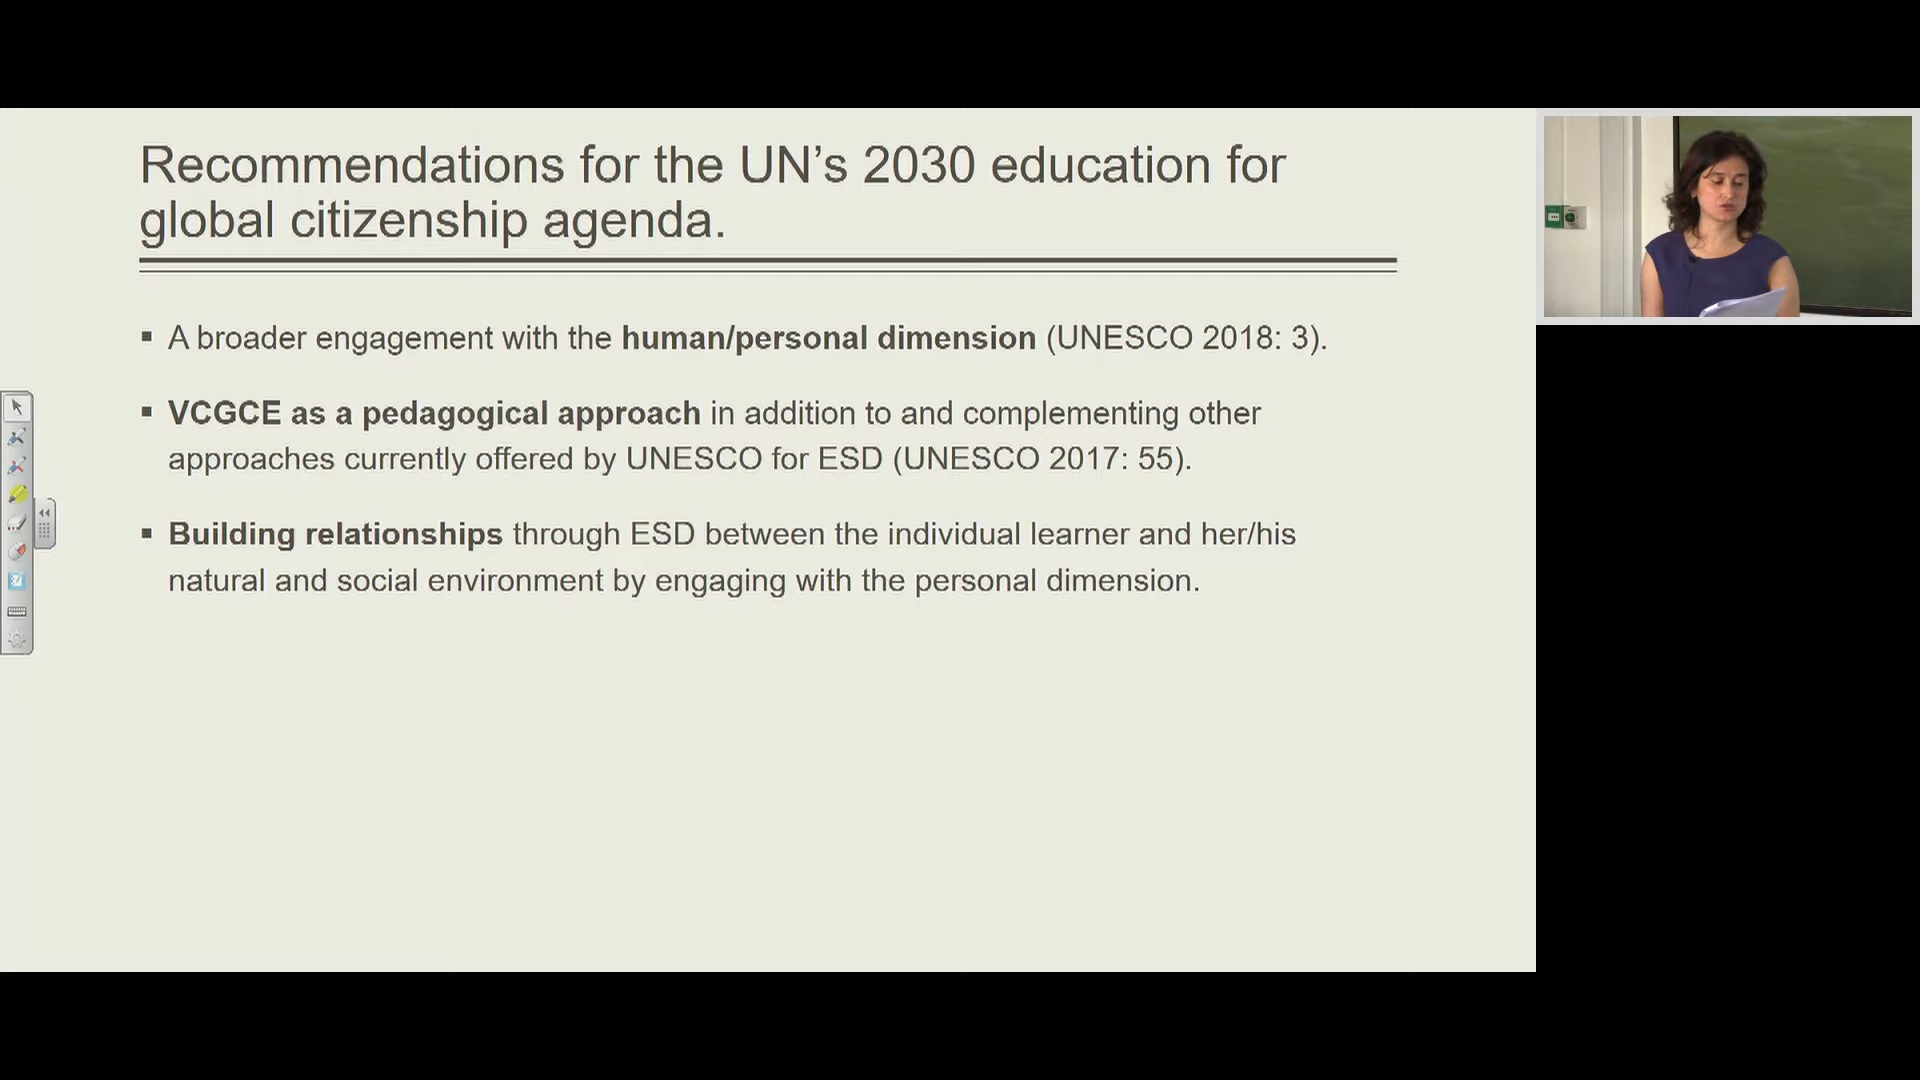 Recommendations for the UN’s 2030 education for
global citizenship agenda.
▪ A broader engagement with the human/personal dimension (UNESCO 2018: 3).
▪ VCGCE as a pedagogical approach in addition to and complementing other
approaches currently offered by UNESCO for ESD (UNESCO 2017: 55).
▪ Building relationships through ESD between the individual learner and her/his
natural and social environment by engaging with the personal dimension.